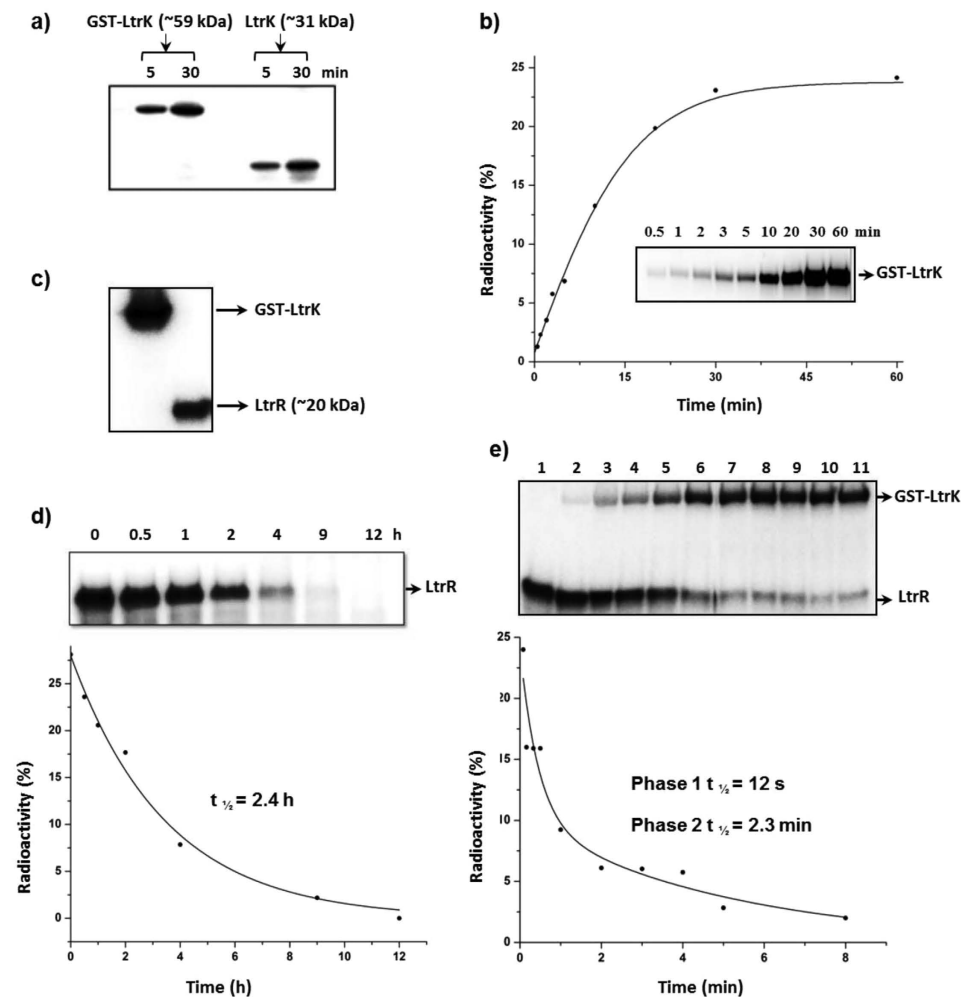 a)
GST-LtrK (~59 kDa) LtrK (~31 kDa)
5 30 5 30 min
b)
Radioactivity (%)
25
20
15
10
5
0
0 15 30 45 60
Time (min)
0.5 1 2 3 5 10 20 30 60 min
GST-LtrK
c)
GST-LtrK
LtrR (~20 kDa)
d)
0 0.5 1 2 4 9 12 h
LtrR
Radioactivity (%)
25
20
15
10
5
0
t ½ = 2.4 h
0 2 4 6 8 10 12
Time (h)
e)
1 2 3 4 5 6 7 8 9 10 11
GST-LtrK
LtrR
Radioactivity (%)
25
20
15
10
5
0
Phase 1 t ½ = 12 s
Phase 2 t ½ = 2.3 min
0 2 4 6 8
Time (min)